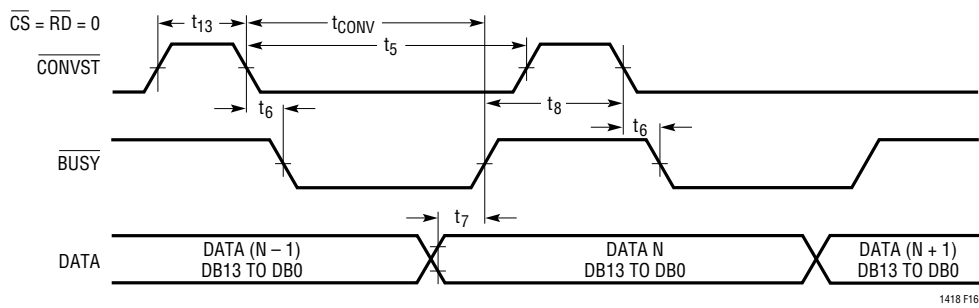 CS̅ = RD̅ = 0
t13
tCONV
t5
CONVST
t6
t8
t6
BUSY
t7
DATA
DATA (N – 1)
DB13 TO DB0
DATA N
DB13 TO DB0
DATA (N + 1)
DB13 TO DB0
1418 F16